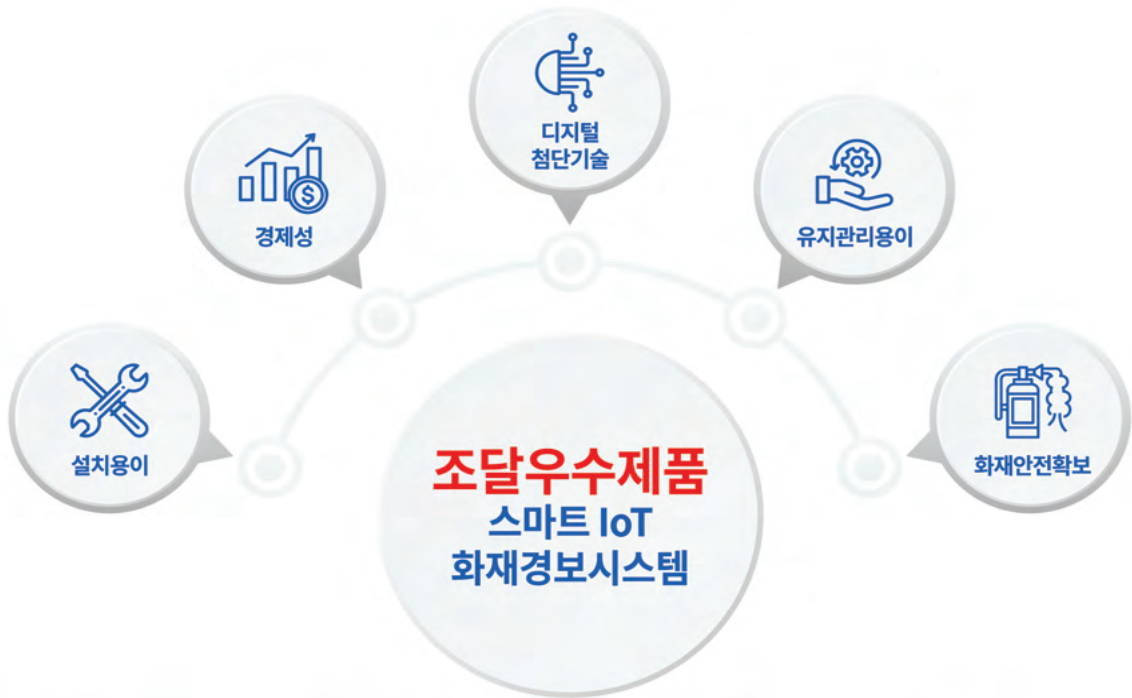 디지털
첨단기술
경제성
유지관리용이
설치용이
화재안전확보
조달우수제품
스마트 IoT
화재경보시스템